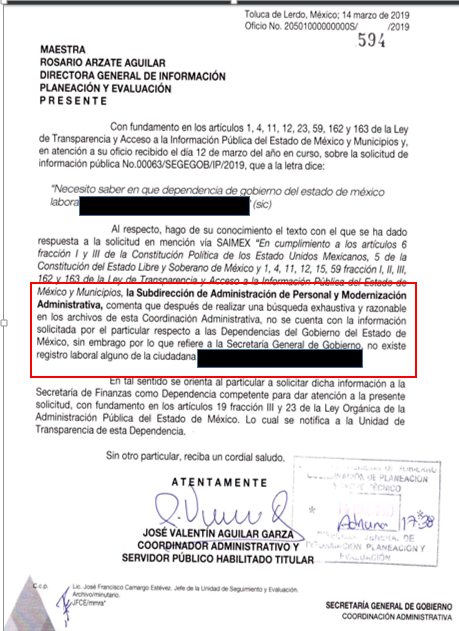 Toluca de Lerdo, México; 14 marzo de 2019
Oficio No. 20501000000000S/ /2019
594
MAESTRA
ROSARIO ARZATE AGUILAR
DIRECTORA GENERAL DE INFORMACIÓN
PLANEACIÓN Y EVALUACIÓN
P R E S E N T E
Con fundamento en los artículos 1, 4, 11, 12, 23, 59, 162 y 163 de la Ley
de Transparencia y Acceso a la Información Pública del Estado de México y Municipios y,
en atención a su oficio recibido el día 12 de marzo del año en curso, sobre la solicitud de
información pública No.00063/SEGEGOB/IP/2019, que a la letra dice:
"Necesito saber en que dependencia de gobierno del estado de méxico
labora " (sic)
Al respecto, hago de su conocimiento el texto con el que se ha dado
respuesta a la solicitud en mención vía SAIMEX "En cumplimiento a los artículos 6
fracción I y III de la Constitución Política de los Estados Unidos Mexicanos, 5 de la
Constitución del Estado Libre y Soberano de México y 1, 4, 11, 12, 15, 59 fracción I, II, III,
162 y 163 de la Ley de Transparencia y Acceso a la Información Pública del Estado de
México y Municipios, la Subdirección de Administración de Personal y Modernización
Administrativa, comenta que después de realizar una búsqueda exhaustiva y razonable
en los archivos de esta Coordinación Administrativa, no se cuenta con la información
solicitada por el particular respecto a las Dependencias del Gobierno del Estado de
México, sin embrago por lo que refiere a la Secretaría General de Gobierno, no existe
registro laboral alguno de la ciudadana
En tal sentido se orienta al particular a solicitar dicha información a la
Secretaría de Finanzas como Dependencia competente para dar atención a la presente
solicitud, con fundamento en los artículos 19 fracción III y 23 de la Ley Orgánica de la
Administración Pública del Estado de México. Lo cual se notifica a la Unidad de
Transparencia de esta Dependencia.
Sin otro particular, reciba un cordial saludo.
A T E N T A M E N T E
JOSÉ VALENTÍN AGUILAR GARZA
COORDINADOR ADMINISTRATIVO Y
SERVIDOR PÚBLICO HABILITADO TITULAR
DE PLANEACIÓN
TÉCNICO
Adriana 17:38
GENERAL DE
PLANEACIÓN Y
EVALUACIÓN
C.c.p. Lic. José Francisco Camargo Estévez. Jefe de la Unidad de Seguimiento y Evaluación.
Archivo/minutario.
JFCE/mmra*
SECRETARÍA GENERAL DE GOBIERNO
COORDINACIÓN ADMINISTRATIVA